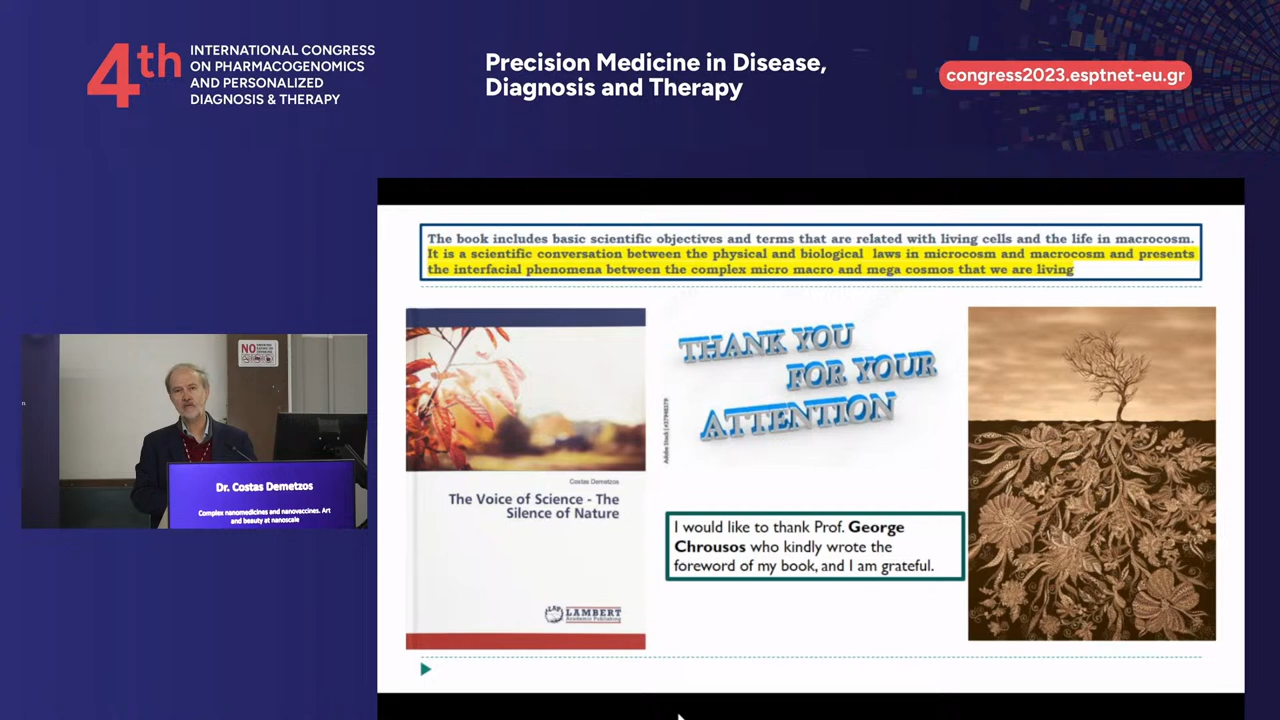 4th
INTERNATIONAL CONGRESS
ON PHARMACOGENOMICS
AND PERSONALIZED
DIAGNOSIS & THERAPY
Precision Medicine in Disease,
Diagnosis and Therapy
congress2023.esptnet-eu.gr
The book includes basic scientific objectives and terms that are related with living cells and the life in macrocosm.
It is a scientific conversation between the physical and biological laws in microcosm and macrocosm and presents
the interfacial phenomena between the complex micro macro and mega cosmos that we are living
Costas Demetzos
The Voice of Science - The
Silence of Nature
LAP LAMBERT
Academic Publishing
THANK YOU
FOR YOUR
ATTENTION
I would like to thank Prof. George
Chrousos who kindly wrote the
foreword of my book, and I am grateful.
NO
Dr. Costas Demetzos
Complex nanomedicines and nanovaccines. Art
and beauty at nanoscale